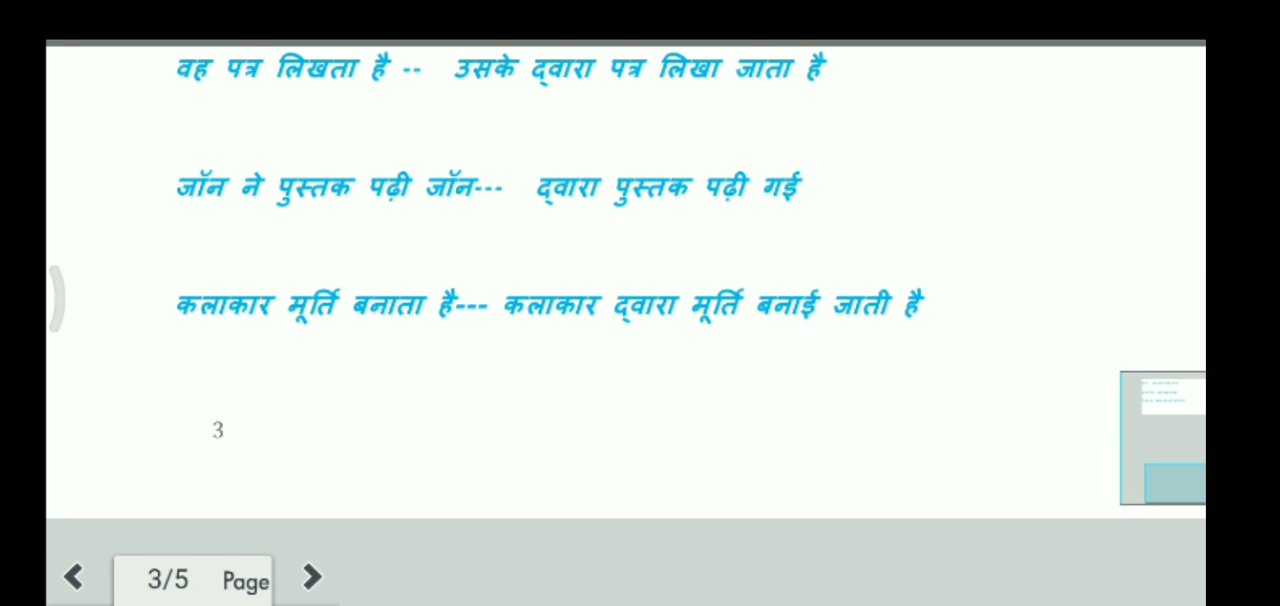 वह पत्र लिखता है -- उसके द्वारा पत्र लिखा जाता है
जॉन ने पुस्तक पढ़ी जॉन--- द्वारा पुस्तक पढ़ी गई
कलाकार मूर्ति बनाता है--- कलाकार द्वारा मूर्ति बनाई जाती है
3
3/5 Page